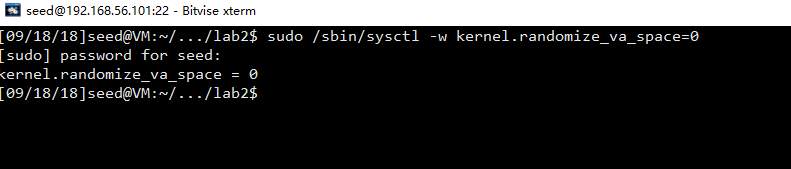 seed@192.168.56.101:22 - Bitvise xterm
[09/18/18]seed@VM:~/.../lab2$ sudo /sbin/sysctl -w kernel.randomize_va_space=0
[sudo] password for seed:
kernel.randomize_va_space = 0
[09/18/18]seed@VM:~/.../lab2$